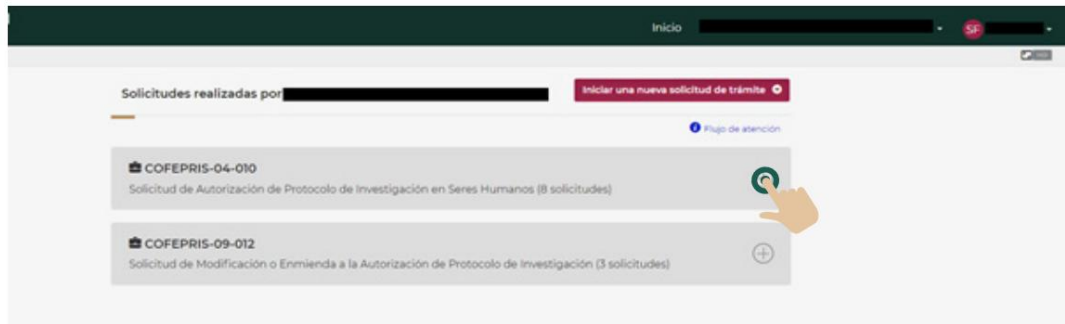 Inicio
SF
Solicitudes realizadas por
Iniciar una nueva solicitud de trámite
Flujo de atención
COFEPRIS-04-010
Solicitud de Autorización de Protocolo de Investigación en Seres Humanos (8 solicitudes)
COFEPRIS-09-012
Solicitud de Modificación o Enmienda a la Autorización de Protocolo de Investigación (3 solicitudes)